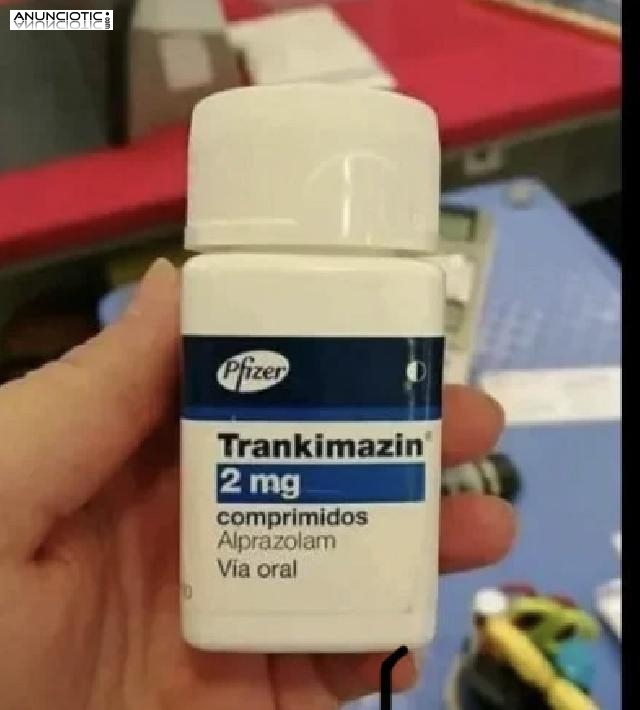 ANUNCIOTIC
Pfizer
Trankimazin®
2 mg
comprimidos
Alprazolam
Vía oral